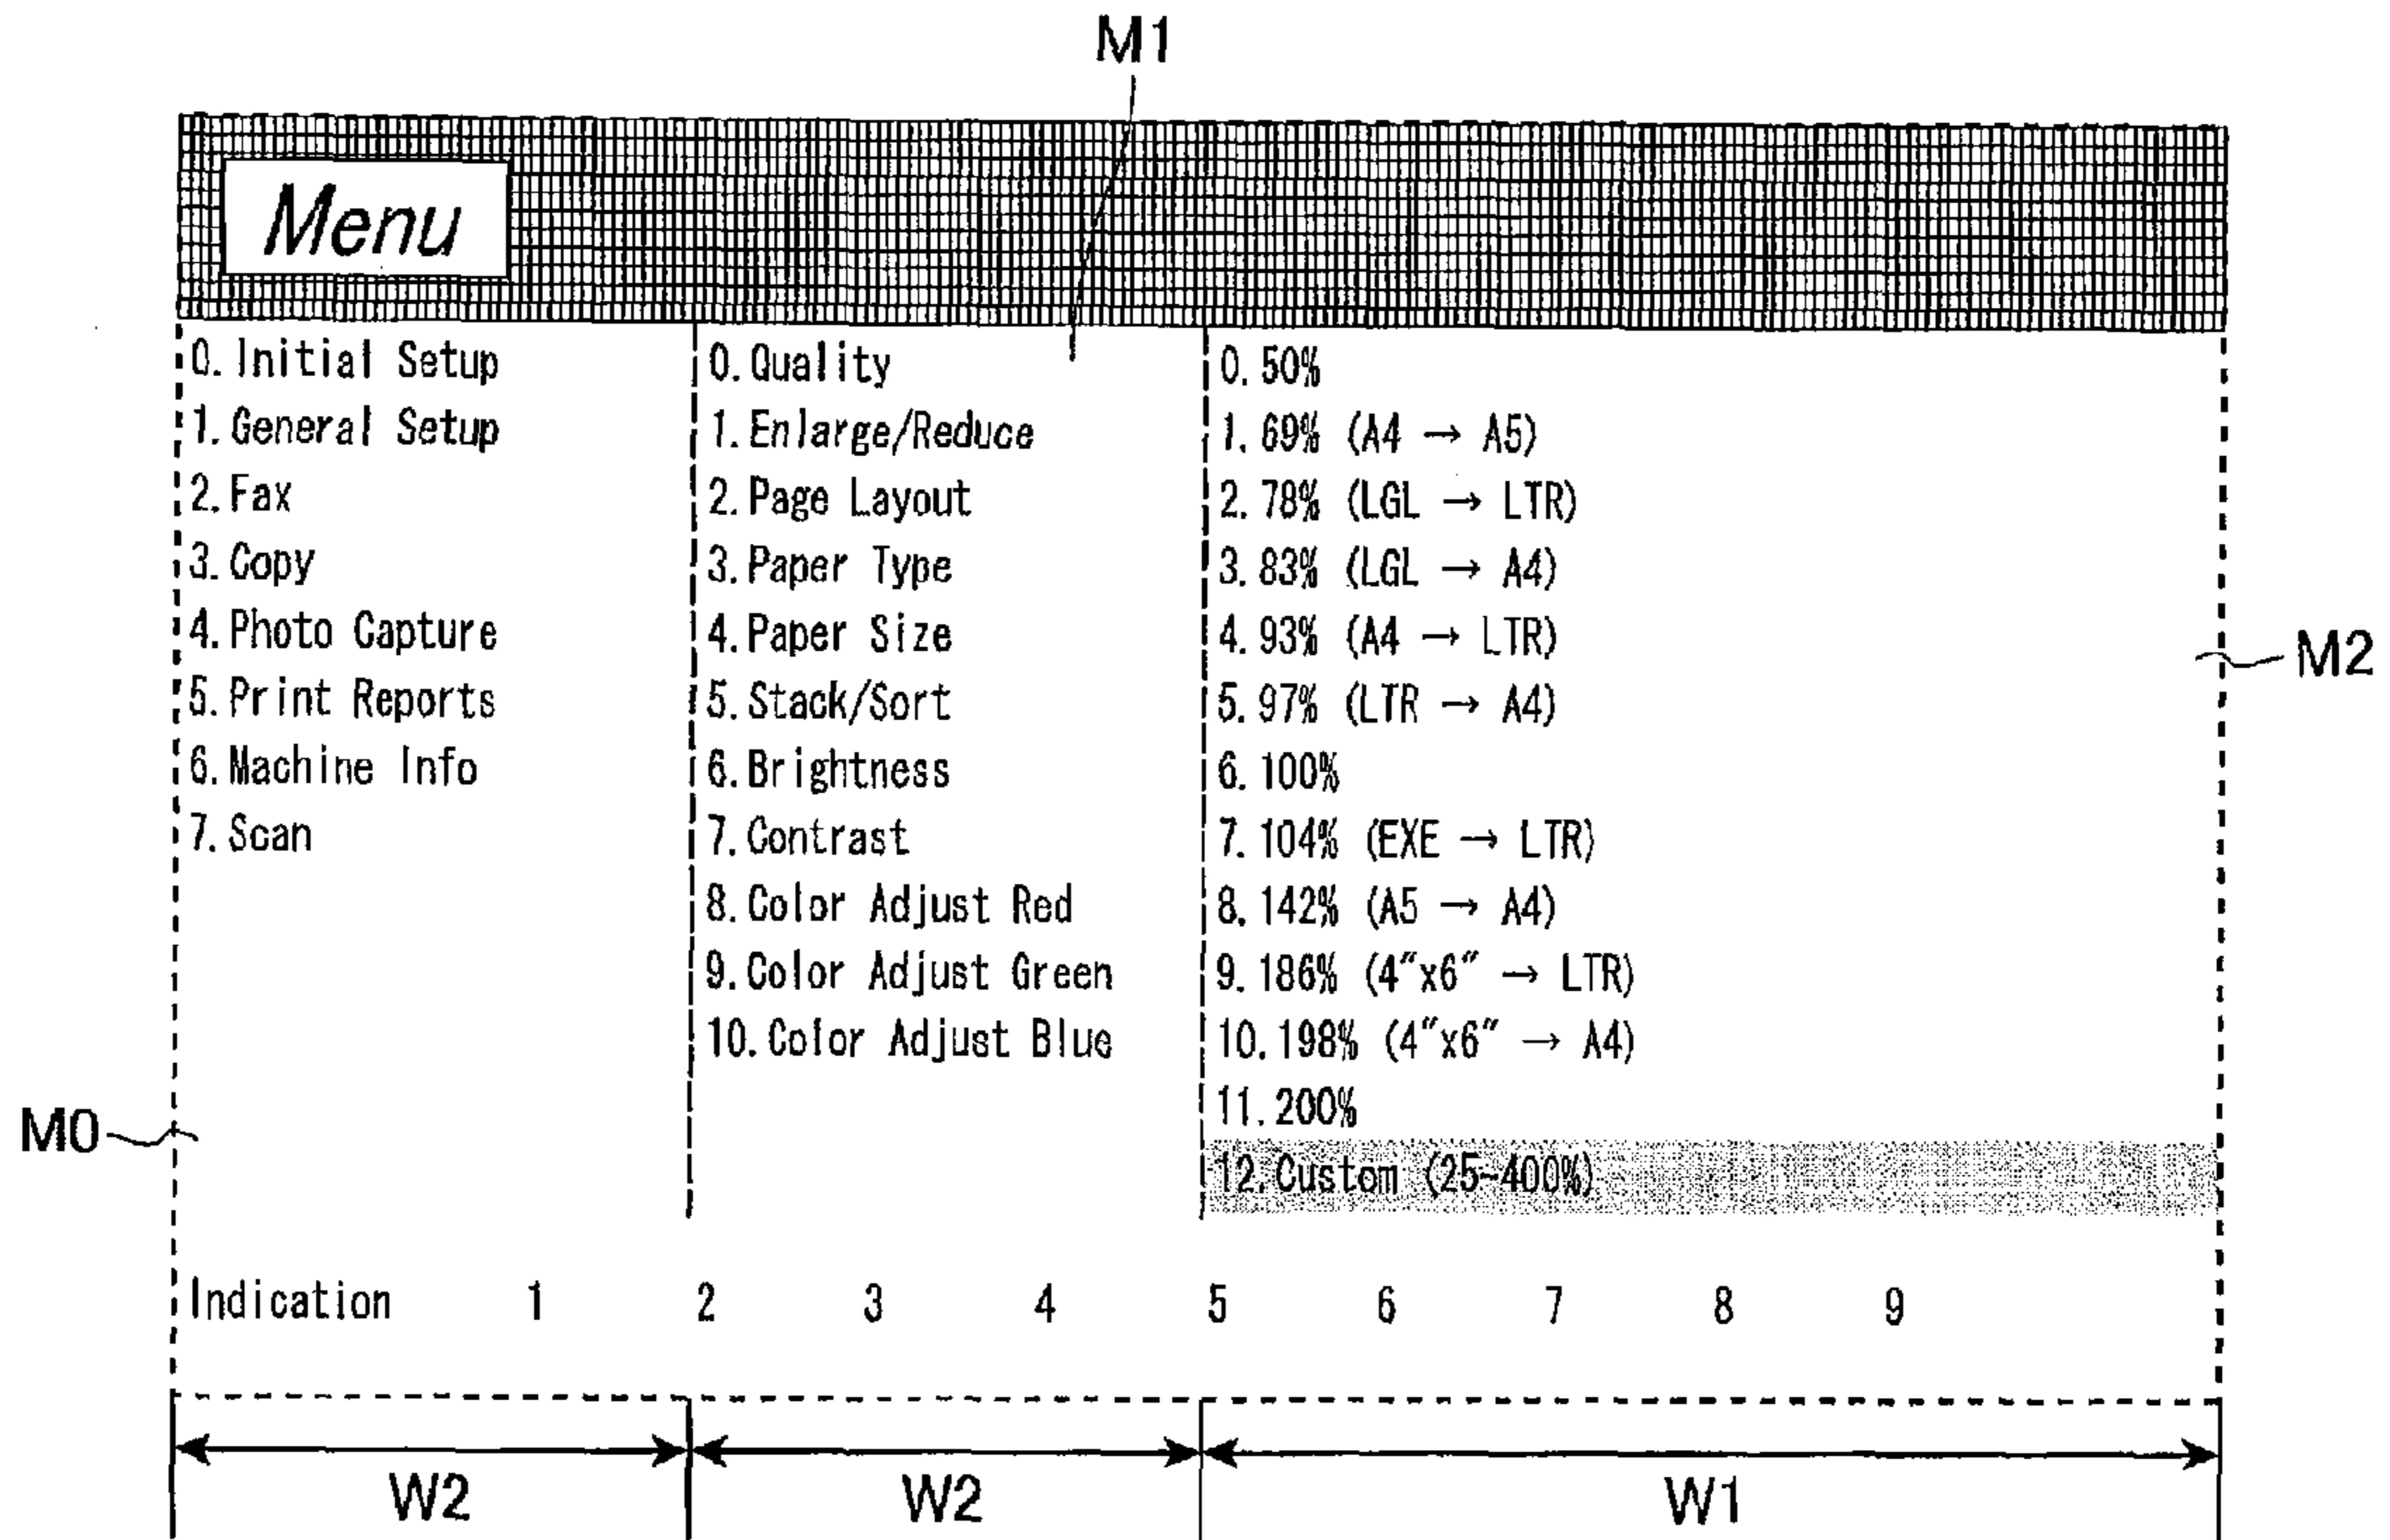 M1
Menu
0. Initial Setup
1. General Setup
2. Fax
3. Copy
4. Photo Capture
5. Print Reports
6. Machine Info
7. Scan
0. Quality
1. Enlarge/Reduce
2. Page Layout
3. Paper Type
4. Paper Size
5. Stack/Sort
6. Brightness
7. Contrast
8. Color Adjust Red
9. Color Adjust Green
10. Color Adjust Blue
0. 50%
1. 69% (A4 → A5)
2. 78% (LGL → LTR)
3. 83% (LGL → A4)
4. 93% (A4 → LTR)
5. 97% (LTR → A4)
6. 100%
7. 104% (EXE → LTR)
8. 142% (A5 → A4)
9. 186% (4"x6" → LTR)
10. 198% (4"x6" → A4)
11. 200%
12. Custom (25~400%)
M2
M0
Indication 1 2 3 4 5 6 7 8 9
W2 W2 W1